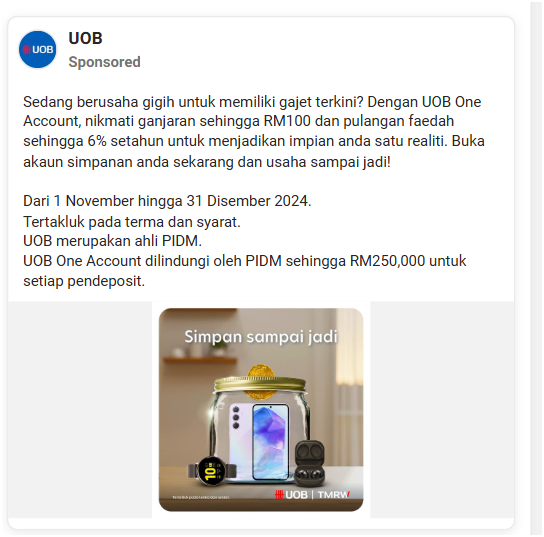 UOB
UOB
Sponsored
Sedang berusaha gigih untuk memiliki gajet terkini? Dengan UOB One
Account, nikmati ganjaran sehingga RM100 dan pulangan faedah
sehingga 6% setahun untuk menjadikan impian anda satu realiti. Buka
akaun simpanan anda sekarang dan usaha sampai jadi!
Dari 1 November hingga 31 Disember 2024.
Tertakluk pada terma dan syarat.
UOB merupakan ahli PIDM.
UOB One Account dilindungi oleh PIDM sehingga RM250,000 untuk
setiap pendeposit.
Simpan sampai jadi
10
UOB | TMRW